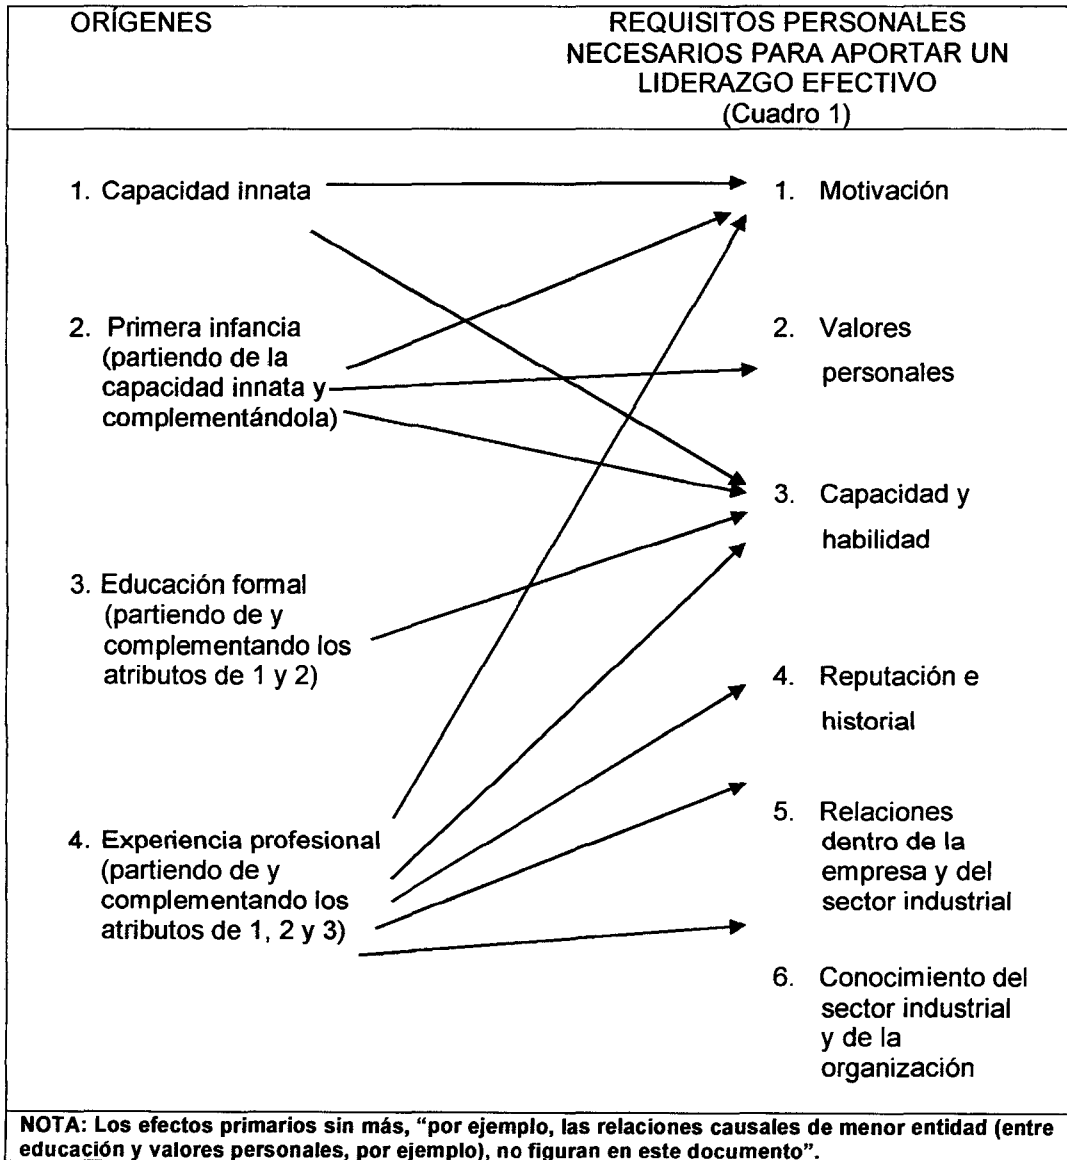 ORÍGENES
REQUISITOS PERSONALES
NECESARIOS PARA APORTAR UN
LIDERAZGO EFECTIVO
(Cuadro 1)
1. Capacidad innata
2. Primera infancia
(partiendo de la
capacidad innata y
complementándola)
3. Educación formal
(partiendo de y
complementando los
atributos de 1 y 2)
4. Experiencia profesional
(partiendo de y
complementando los
atributos de 1, 2 y 3)
1. Motivación
2. Valores
personales
3. Capacidad y
habilidad
4. Reputación e
historial
5. Relaciones
dentro de la
empresa y del
sector industrial
6. Conocimiento del
sector industrial
y de la
organización
NOTA: Los efectos primarios sin más, “por ejemplo, las relaciones causales de menor entidad (entre
educación y valores personales, por ejemplo), no figuran en este documento”.